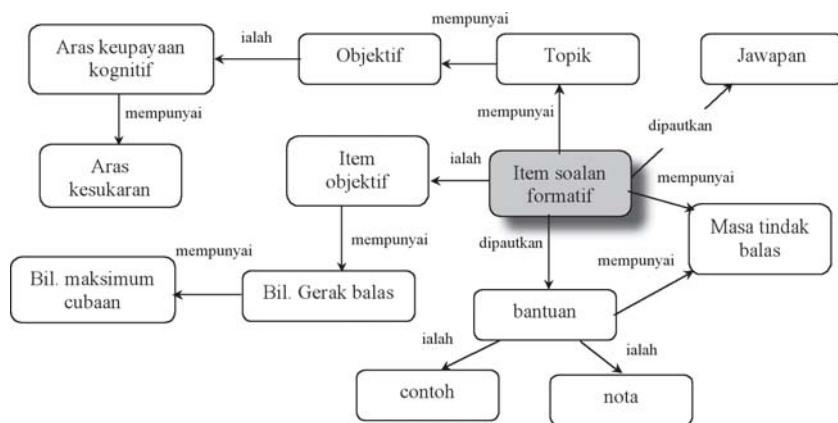 Aras keupayaan
kognitif
ialah
Objektif
mempunyai
Topik
Jawapan
mempunyai
mempunyai
dipautkan
Aras
kesukaran
Item
objektif
ialah
Item soalan
formatif
mempunyai
Masa tindak
balas
mempunyai
dipautkan
mempunyai
mempunyai
Bil. maksimum
cubaan
Bil. Gerak balas
bantuan
ialah
ialah
contoh
nota